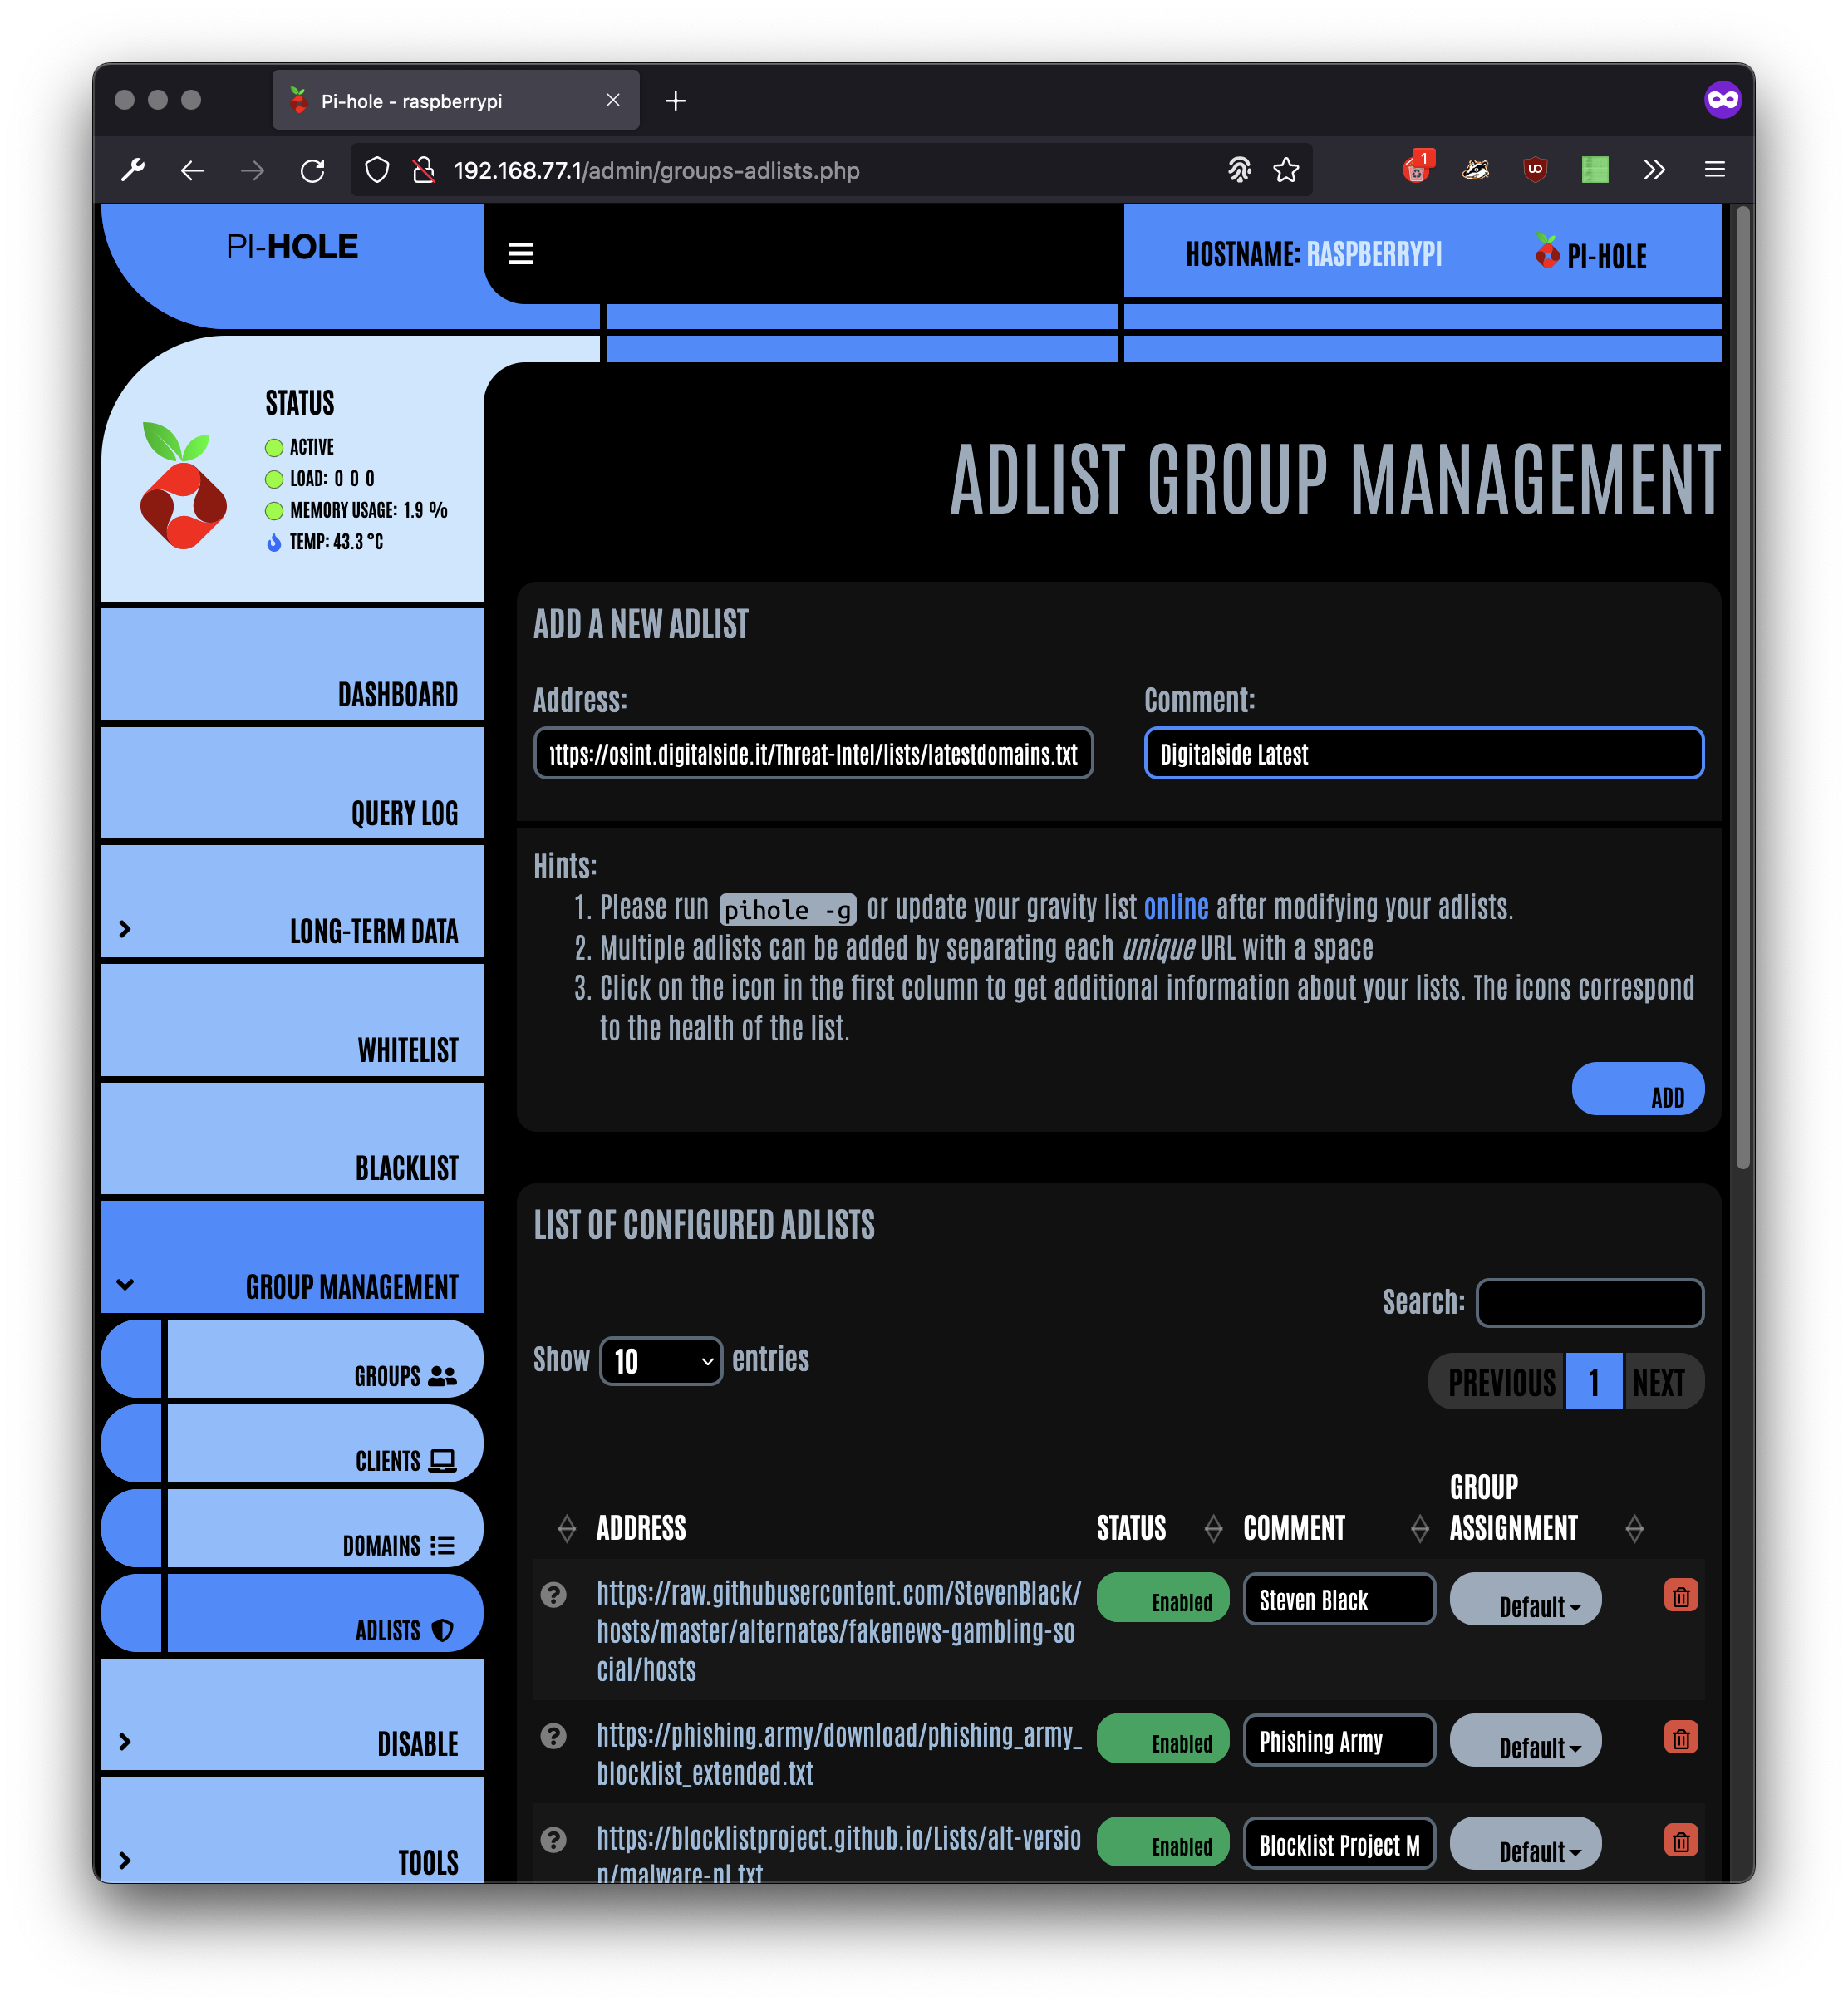 Pi-hole - raspberrypi
192.168.77.1/admin/groups-adlists.php
1
PI-HOLE
HOSTNAME: RASPBERRYPI
PI-HOLE
STATUS
ACTIVE
LOAD: 0 0 0
MEMORY USAGE: 1.9 %
TEMP: 43.3 °C
DASHBOARD
QUERY LOG
LONG-TERM DATA
WHITELIST
BLACKLIST
GROUP MANAGEMENT
GROUPS
CLIENTS
DOMAINS
ADLISTS
DISABLE
TOOLS
ADLIST GROUP MANAGEMENT
ADD A NEW ADLIST
Address:
Comment:
https://osint.digitalside.it/Threat-Intel/lists/latestdomains.txt
Digitalside Latest
Hints:
1. Please run pihole -g or update your gravity list online after modifying your adlists.
2. Multiple adlists can be added by separating each unique URL with a space
3. Click on the icon in the first column to get additional information about your lists. The icons correspond
to the health of the list.
ADD
LIST OF CONFIGURED ADLISTS
Search:
Show 10 entries
PREVIOUS 1 NEXT
ADDRESS STATUS COMMENT GROUP
ASSIGNMENT
https://raw.githubusercontent.com/StevenBlack/ Enabled Steven Black Default
hosts/master/alternates/fakenews-gambling-so
cial/hosts
https://phishing.army/download/phishing_army_ Enabled Phishing Army Default
blocklist_extended.txt
https://blocklistproject.github.io/Lists/alt-versio Enabled Blocklist Project M Default
n/malware-nl.txt